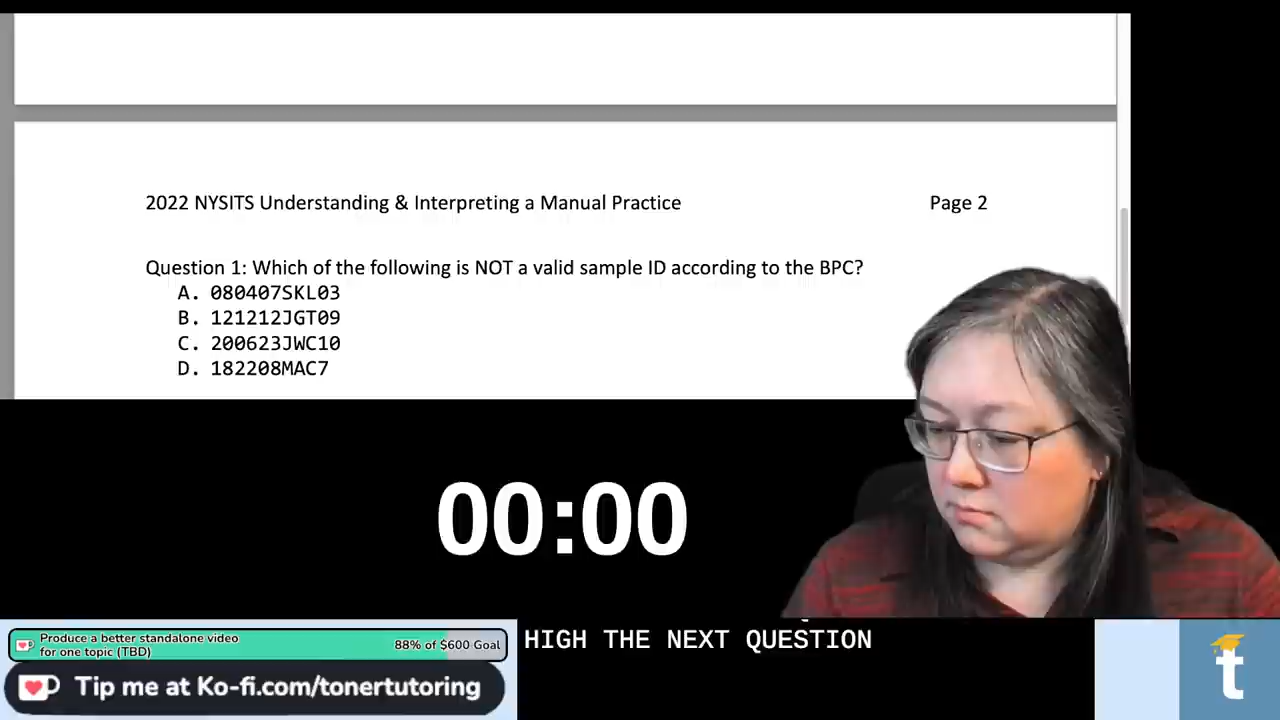 2022 NYSITS Understanding & Interpreting a Manual Practice Page 2
Question 1: Which of the following is NOT a valid sample ID according to the BPC?
A. 080407SKL03
B. 121212JGT09
C. 200623JWC10
D. 182208MAC7
00:00
HIGH THE NEXT QUESTION
Produce a better standalone video
for one topic (TBD)
88% of $600 Goal
Tip me at Ko-fi.com/tonertutoring
t